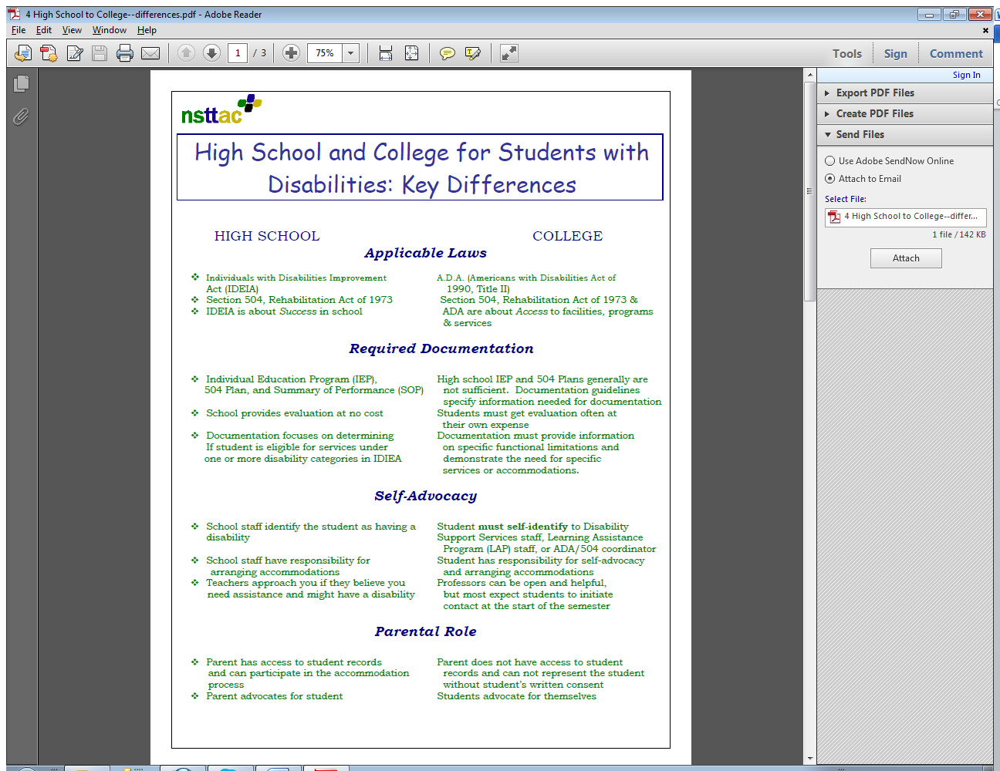 4 High School to College--differences.pdf - Adobe Reader
File Edit View Window Help
1 / 3 75% Tools Sign Comment
Sign In
Export PDF Files
Create PDF Files
Send Files
Use Adobe SendNow Online
Attach to Email
Select File:
4 High School to College--differ...
1 file / 142 KB
Attach
nsttac
High School and College for Students with
Disabilities: Key Differences
HIGH SCHOOL COLLEGE
Applicable Laws
❖ Individuals with Disabilities Improvement A.D.A. (Americans with Disabilities Act of
Act (IDEIA) 1990, Title II)
❖ Section 504, Rehabilitation Act of 1973 Section 504, Rehabilitation Act of 1973 &
❖ IDEIA is about Success in school ADA are about Access to facilities, programs
& services
Required Documentation
❖ Individual Education Program (IEP), High school IEP and 504 Plans generally are
504 Plan, and Summary of Performance (SOP) not sufficient. Documentation guidelines
specify information needed for documentation
❖ School provides evaluation at no cost Students must get evaluation often at
their own expense
❖ Documentation focuses on determining Documentation must provide information
If student is eligible for services under on specific functional limitations and
one or more disability categories in IDIEA demonstrate the need for specific
services or accommodations.
Self-Advocacy
❖ School staff identify the student as having a Student must self-identify to Disability
disability Support Services staff, Learning Assistance
Program (LAP) staff, or ADA/504 coordinator
❖ School staff have responsibility for Student has responsibility for self-advocacy
arranging accommodations and arranging accommodations
❖ Teachers approach you if they believe you Professors can be open and helpful,
need assistance and might have a disability but most expect students to initiate
contact at the start of the semester
Parental Role
❖ Parent has access to student records Parent does not have access to student
and can participate in the accommodation records and can not represent the student
process without student's written consent
❖ Parent advocates for student Students advocate for themselves